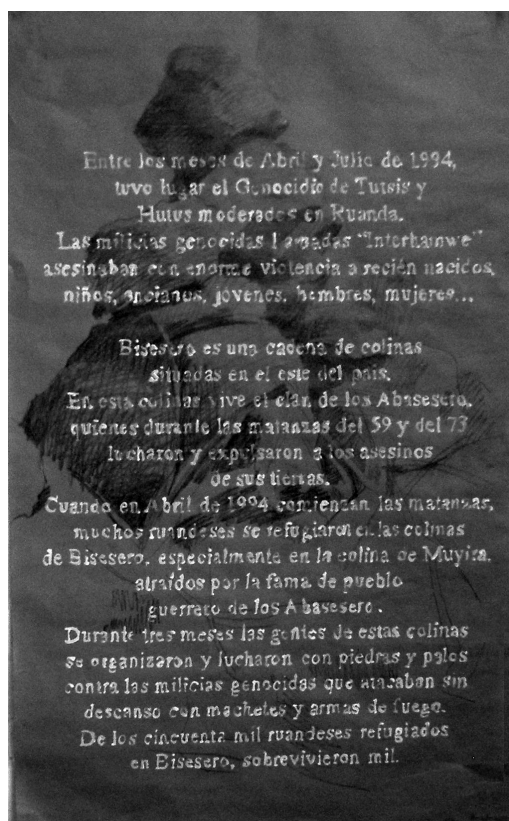 Entre los meses de Abril y Julio de 1994,
tuvo lugar el Genocidio de Tutsis y
Hutus moderados en Ruanda.
Las milicias genocidas llamadas "Interhamwe"
asesinaban con enorme violencia a recién nacidos,
niños, ancianos, jóvenes, hombres, mujeres...
Bisesero es una cadena de colinas
situadas en el este del país.
En esta colinas vive el clan de los Abasesero,
quienes durante las matanzas del 59 y del 73
lucharon y expulsaron a los asesinos
de sus tierras.
Cuando en Abril de 1994 comienzan las matanzas,
muchos ruandeses se refugiaron en las colinas
de Bisesero, especialmente en la colina de Muyira,
atraídos por la fama de pueblo
guerrero de los Abasesero.
Durante tres meses las gentes de estas colinas
se organizaron y lucharon con piedras y palos
contra las milicias genocidas que atacaban sin
descanso con machetes y armas de fuego.
De los cincuenta mil ruandeses refugiados
en Bisesero, sobrevivieron mil.